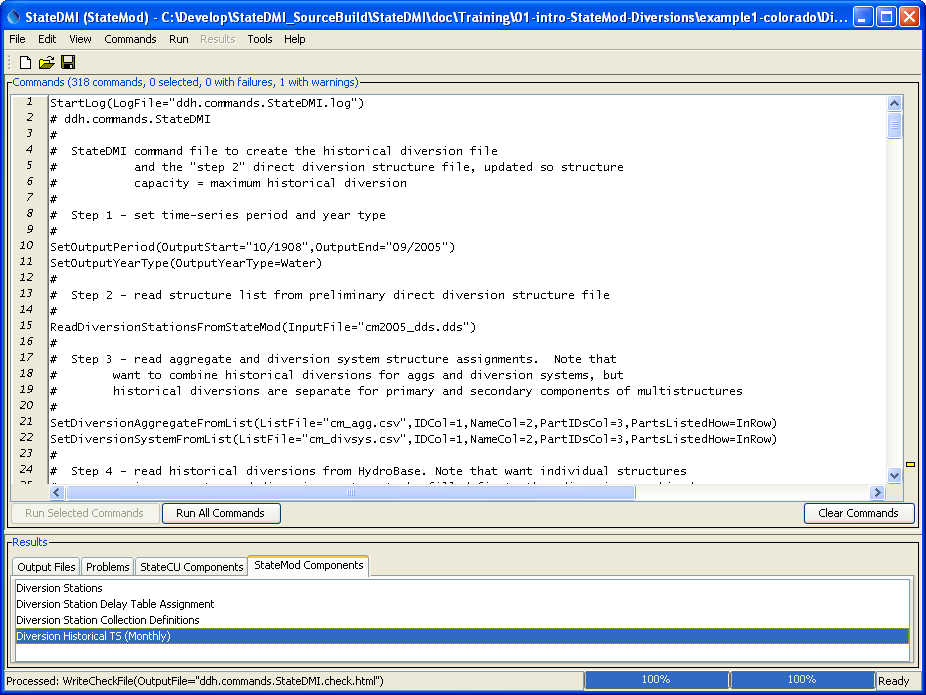 StateDMI (StateMod) - C:\Develop\StateDMI_SourceBuild\StateDMI\doc\Training\01-intro-StateMod-Diversions\example1-colorado\Di...
File Edit View Commands Run Results Tools Help
Commands (318 commands, 0 selected, 0 with failures, 1 with warnings)
1 StartLog(LogFile="ddh.commands.StateDMI.log")
2 # ddh.commands.StateDMI
3 #
4 # StateDMI command file to create the historical diversion file
5 # and the "step 2" direct diversion structure file, updated so structure
6 # capacity = maximum historical diversion
7 #
8 # Step 1 - set time-series period and year type
9 #
10 SetOutputPeriod(OutputStart="10/1908",OutputEnd="09/2005")
11 SetOutputYearType(OutputYearType=Water)
12 #
13 # Step 2 - read structure list from preliminary direct diversion structure file
14 #
15 ReadDiversionStationsFromStateMod(InputFile="cm2005_dds.dds")
16 #
17 # Step 3 - read aggregate and diversion system structure assignments. Note that
18 # want to combine historical diversions for aggs and diversion systems, but
19 # historical diversions are separate for primary and secondary components of multistructures
20 #
21 SetDiversionAggregateFromList(ListFile="cm_agg.csv",IDCol=1,NameCol=2,PartIDsCol=3,PartsListedHow=InRow)
22 SetDiversionSystemFromList(ListFile="cm_divsys.csv",IDCol=1,NameCol=2,PartIDsCol=3,PartsListedHow=InRow)
23 #
24 # Step 4 - read historical diversions from HydroBase. Note that want individual structures
Run Selected Commands Run All Commands Clear Commands
Results
Output Files Problems StateCU Components StateMod Components
Diversion Stations
Diversion Station Delay Table Assignment
Diversion Station Collection Definitions
Diversion Historical TS (Monthly)
Processed: WriteCheckFile(OutputFile="ddh.commands.StateDMI.check.html") 100% 100% Ready